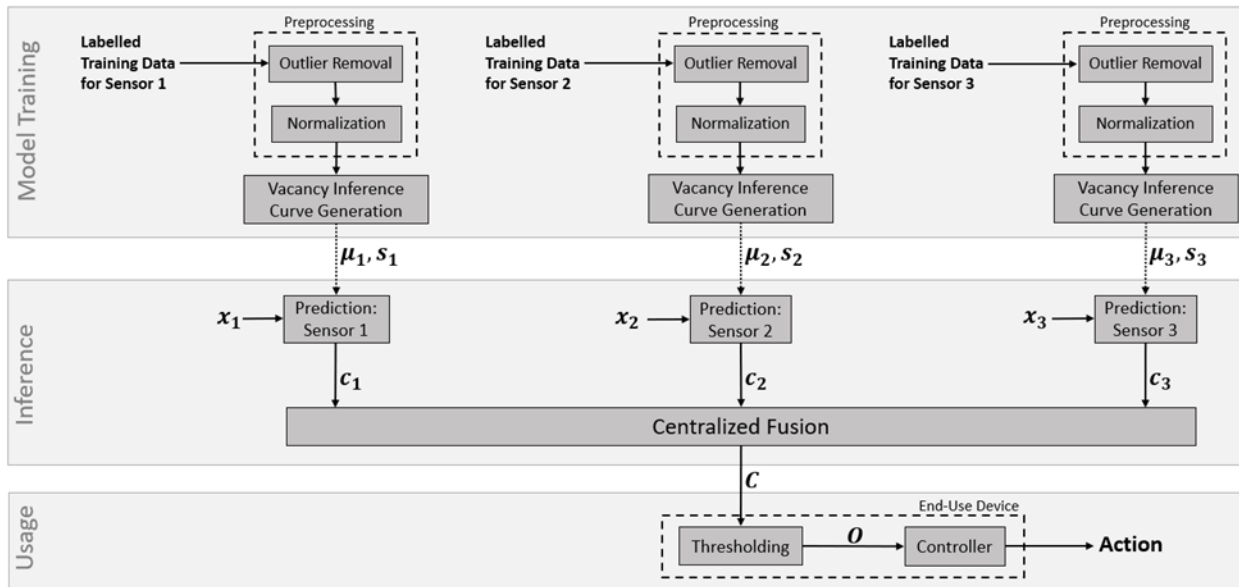 Model Training
Preprocessing
Labelled
Training Data
for Sensor 1
Outlier Removal
Normalization
Vacancy Inference
Curve Generation
Preprocessing
Labelled
Training Data
for Sensor 2
Outlier Removal
Normalization
Vacancy Inference
Curve Generation
Preprocessing
Labelled
Training Data
for Sensor 3
Outlier Removal
Normalization
Vacancy Inference
Curve Generation
μ₁, s₁
μ₂, s₂
μ₃, s₃
Inference
x₁
Prediction:
Sensor 1
x₂
Prediction:
Sensor 2
x₃
Prediction:
Sensor 3
c₁
c₂
c₃
Centralized Fusion
C
Usage
End-Use Device
Thresholding
O
Controller
Action